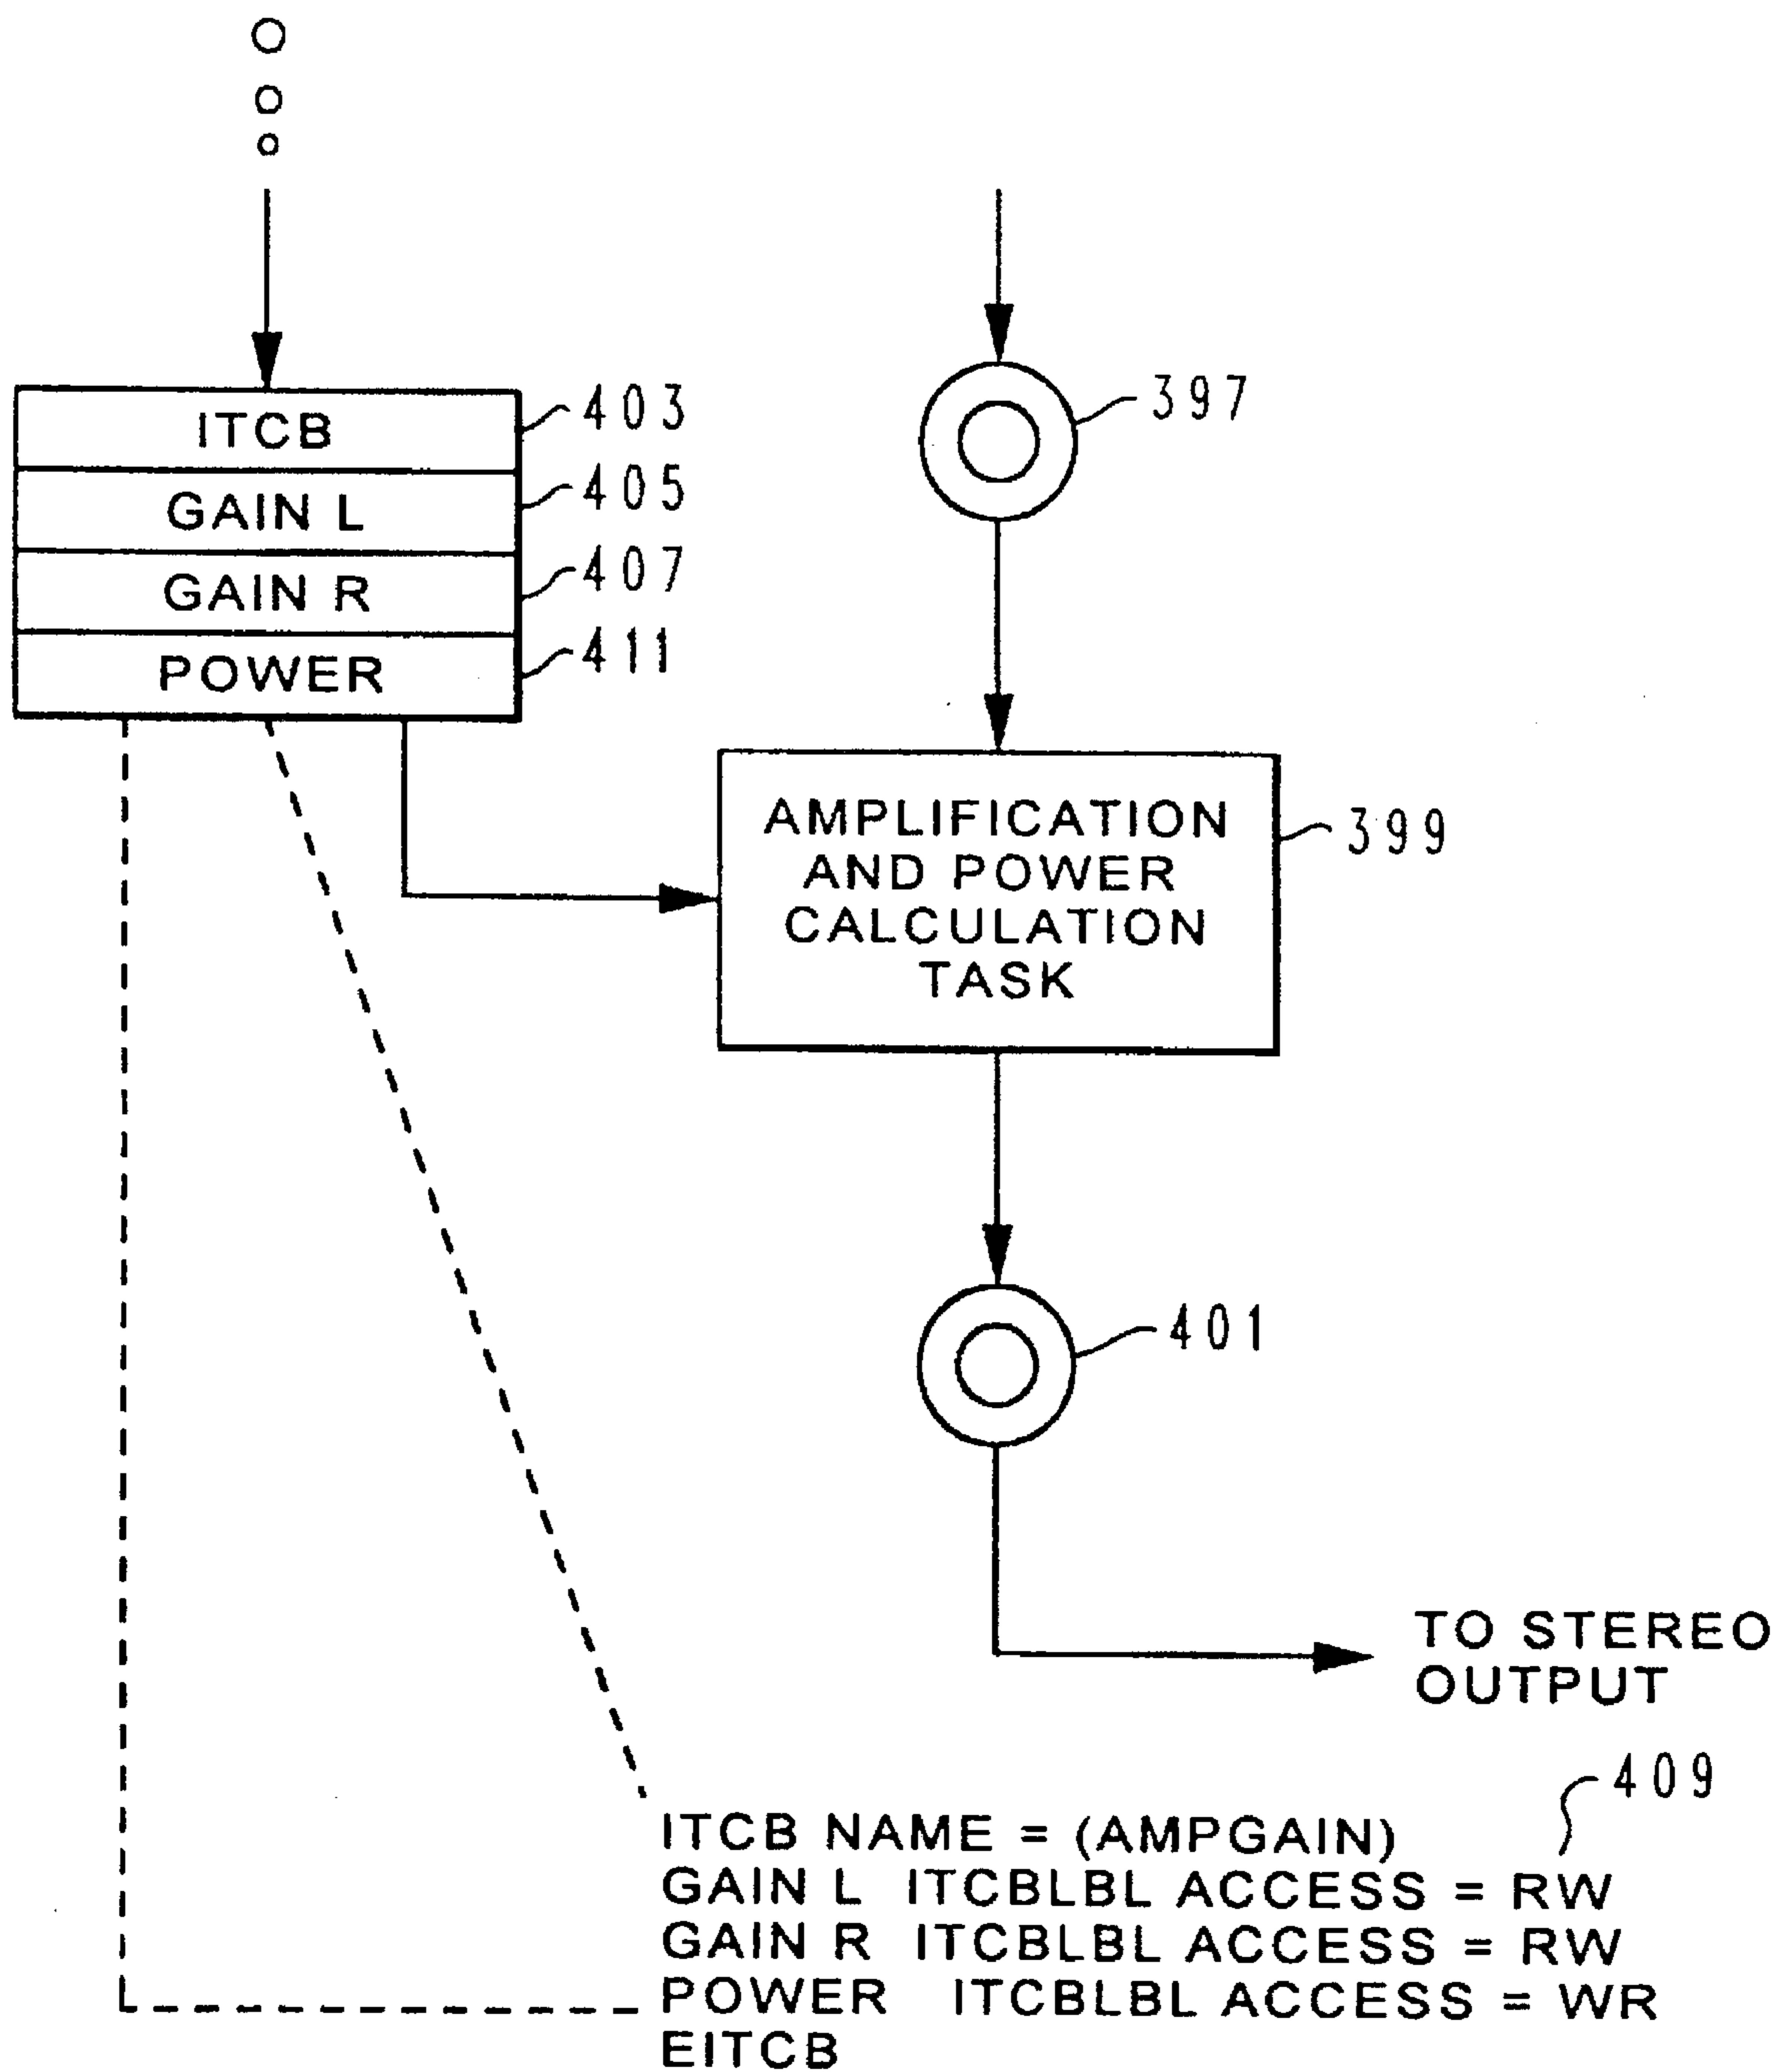 ITCB 403
GAIN L 405
GAIN R 407
POWER 411
397
AMPLIFICATION
AND POWER
CALCULATION
TASK
399
401
TO STEREO
OUTPUT
409
ITCB NAME = (AMPGAIN)
GAIN L ITCBLBL ACCESS = RW
GAIN R ITCBLBL ACCESS = RW
POWER ITCBLBL ACCESS = WR
EITCB